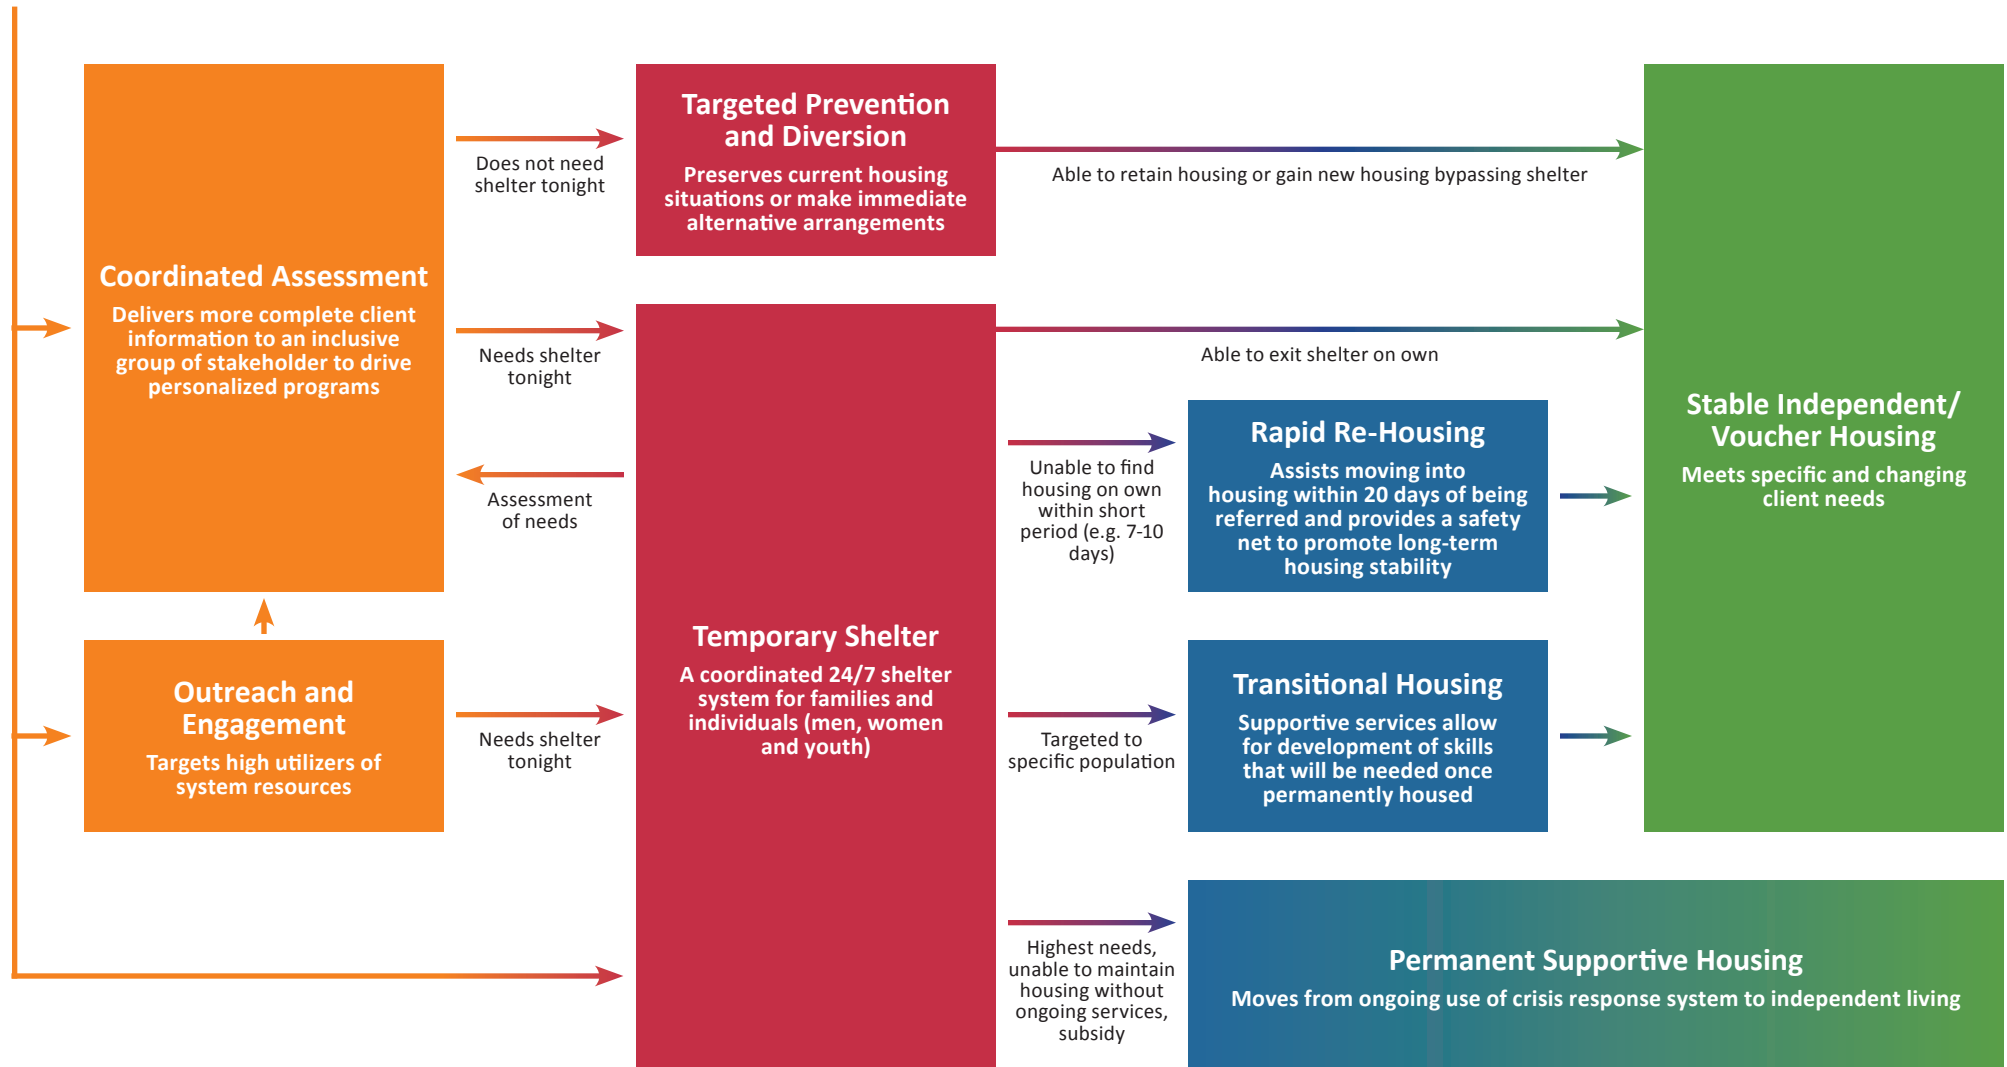 Coordinated Assessment
Delivers more complete client
information to an inclusive
group of stakeholder to drive
personalized programs
Outreach and
Engagement
Targets high utilizers of
system resources
Does not need
shelter tonight
Needs shelter
tonight
Assessment
of needs
Needs shelter
tonight
Targeted Prevention
and Diversion
Preserves current housing
situations or make immediate
alternative arrangements
Temporary Shelter
A coordinated 24/7 shelter
system for families and
individuals (men, women
and youth)
Able to retain housing or gain new housing bypassing shelter
Able to exit shelter on own
Unable to find
housing on own
within short
period (e.g. 7-10
days)
Targeted to
specific population
Highest needs,
unable to maintain
housing without
ongoing services,
subsidy
Rapid Re-Housing
Assists moving into
housing within 20 days of being
referred and provides a safety
net to promote long-term
housing stability
Transitional Housing
Supportive services allow
for development of skills
that will be needed once
permanently housed
Stable Independent/
Voucher Housing
Meets specific and changing
client needs
Permanent Supportive Housing
Moves from ongoing use of crisis response system to independent living